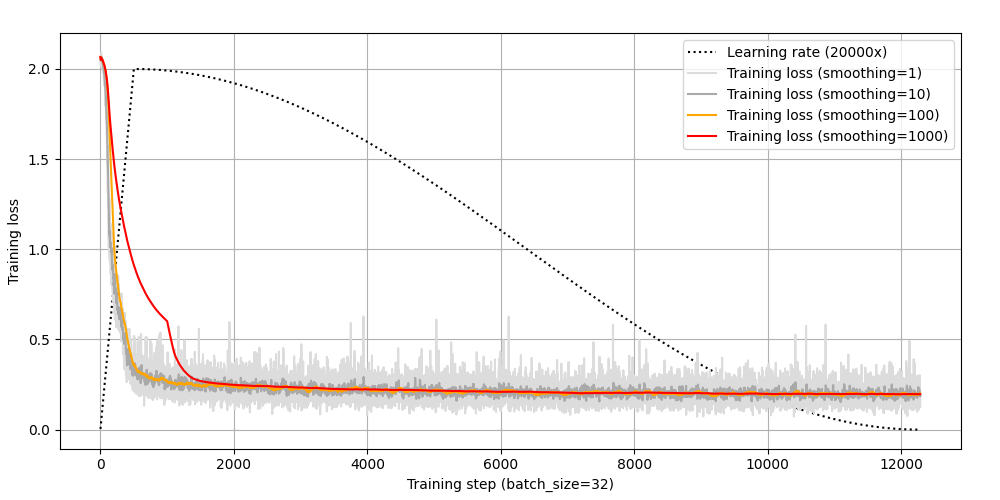 2.0
1.5
1.0
0.5
0.0
Training loss
Learning rate (20000x)
Training loss (smoothing=1)
Training loss (smoothing=10)
Training loss (smoothing=100)
Training loss (smoothing=1000)
0 2000 4000 6000 8000 10000 12000
Training step (batch_size=32)